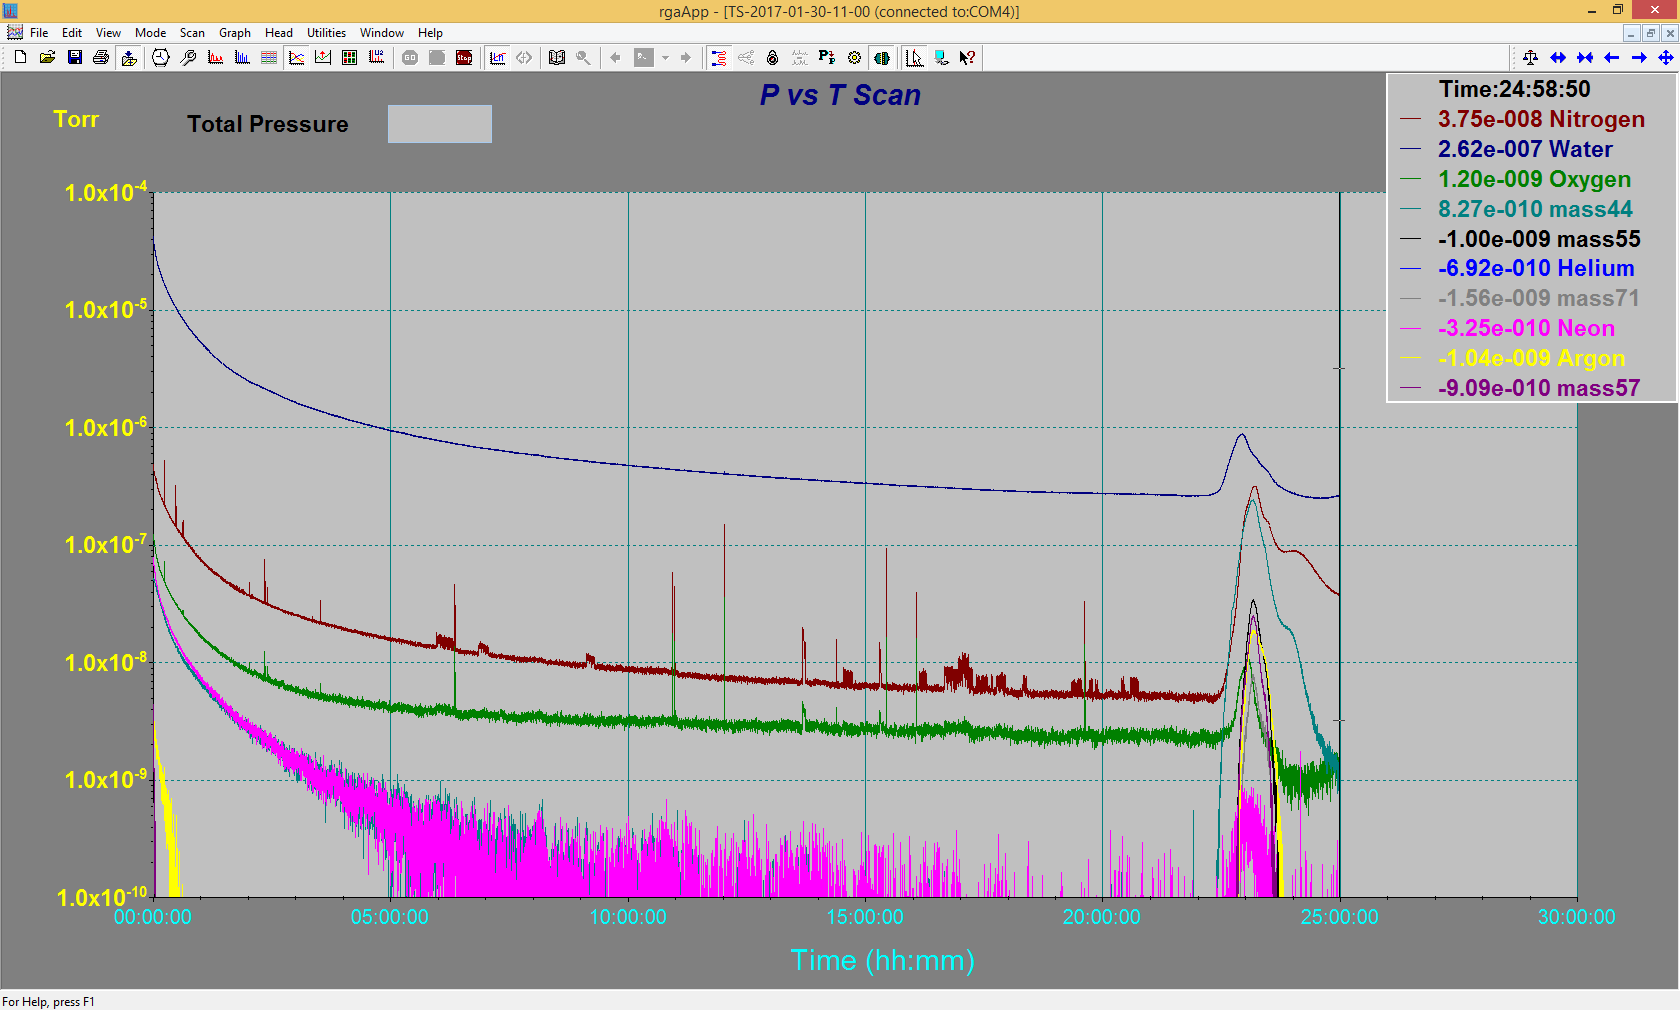 rgaApp - [TS-2017-01-30-11-00 (connected to:COM4)]
File Edit View Mode Scan Graph Head Utilities Window Help
GO Stop
P vs T Scan
Torr
Total Pressure
Time:24:58:50
3.75e-008 Nitrogen
2.62e-007 Water
1.20e-009 Oxygen
8.27e-010 mass44
-1.00e-009 mass55
-6.92e-010 Helium
-1.56e-009 mass71
-3.25e-010 Neon
-1.04e-009 Argon
-9.09e-010 mass57
1.0x10-4
1.0x10-5
1.0x10-6
1.0x10-7
1.0x10-8
1.0x10-9
1.0x10-10
00:00:00 05:00:00 10:00:00 15:00:00 20:00:00 25:00:00 30:00:00
Time (hh:mm)
For Help, press F1